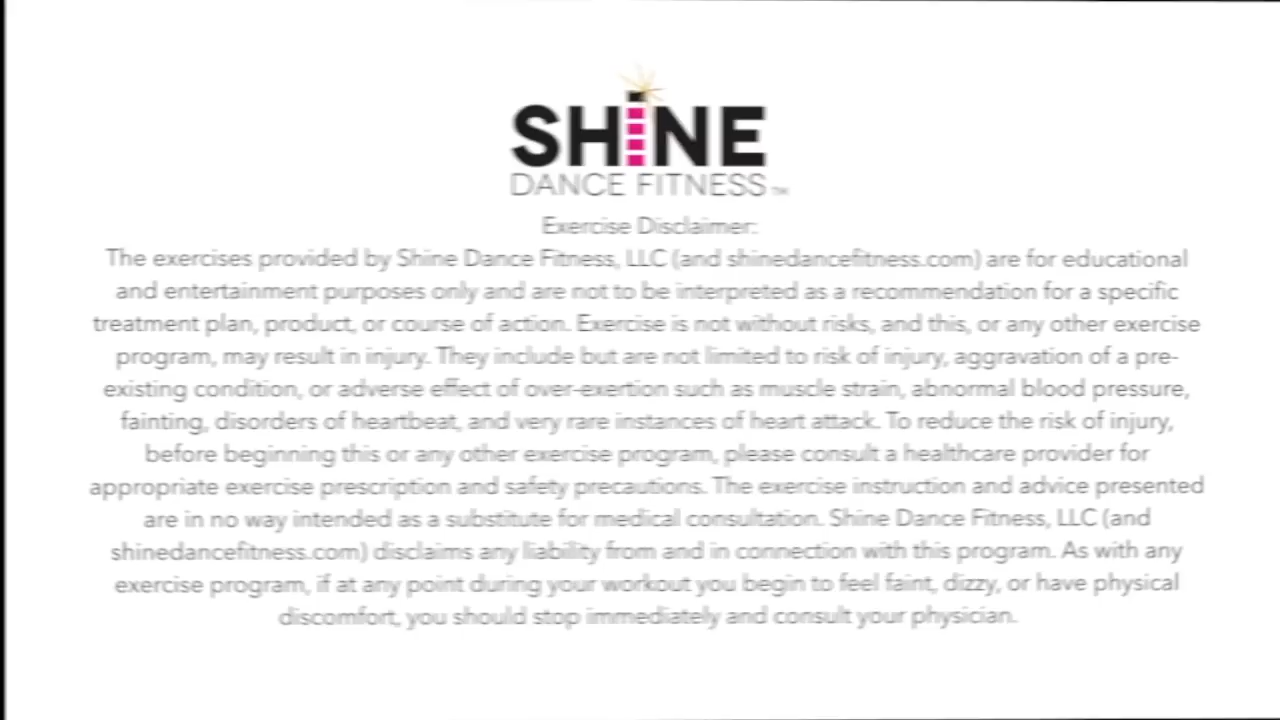 SHINE
DANCE FITNESS™
Exercise Disclaimer:
The exercises provided by Shine Dance Fitness, LLC (and shinedancefitness.com) are for educational
and entertainment purposes only and are not to be interpreted as a recommendation for a specific
treatment plan, product, or course of action. Exercise is not without risks, and this, or any other exercise
program, may result in injury. They include but are not limited to risk of injury, aggravation of a pre-
existing condition, or adverse effect of over-exertion such as muscle strain, abnormal blood pressure,
fainting, disorders of heartbeat, and very rare instances of heart attack. To reduce the risk of injury,
before beginning this or any other exercise program, please consult a healthcare provider for
appropriate exercise prescription and safety precautions. The exercise instruction and advice presented
are in no way intended as a substitute for medical consultation. Shine Dance Fitness, LLC (and
shinedancefitness.com) disclaims any liability from and in connection with this program. As with any
exercise program, if at any point during your workout you begin to feel faint, dizzy, or have physical
discomfort, you should stop immediately and consult your physician.